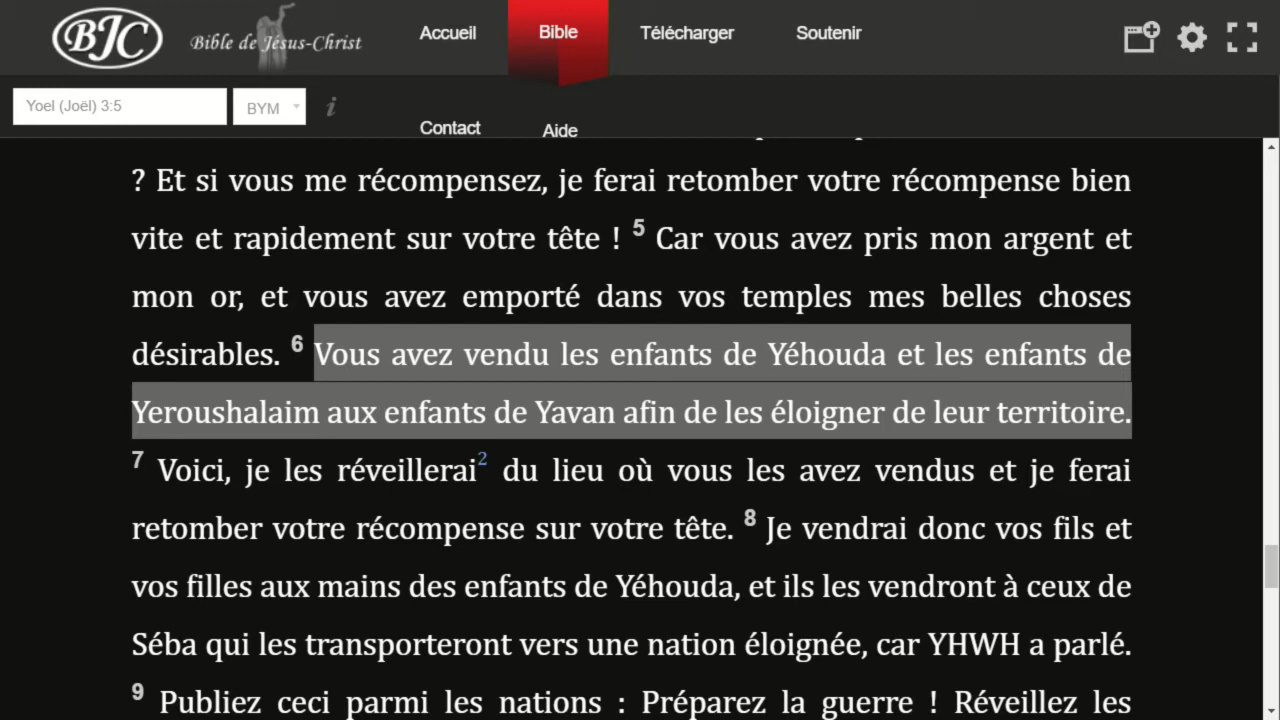 BJC
Bible de Jésus-Christ
Accueil
Bible
Télécharger
Soutenir
Yoel (Joël) 3:5
BYM
i
Contact
Aide
? Et si vous me récompensez, je ferai retomber votre récompense bien
vite et rapidement sur votre tête ! 5 Car vous avez pris mon argent et
mon or, et vous avez emporté dans vos temples mes belles choses
désirables. 6 Vous avez vendu les enfants de Yéhouda et les enfants de
Yeroushalaim aux enfants de Yavan afin de les éloigner de leur territoire.
7 Voici, je les réveillerai2 du lieu où vous les avez vendus et je ferai
retomber votre récompense sur votre tête. 8 Je vendrai donc vos fils et
vos filles aux mains des enfants de Yéhouda, et ils les vendront à ceux de
Séba qui les transporteront vers une nation éloignée, car YHWH a parlé.
9 Publiez ceci parmi les nations : Préparez la guerre ! Réveillez les